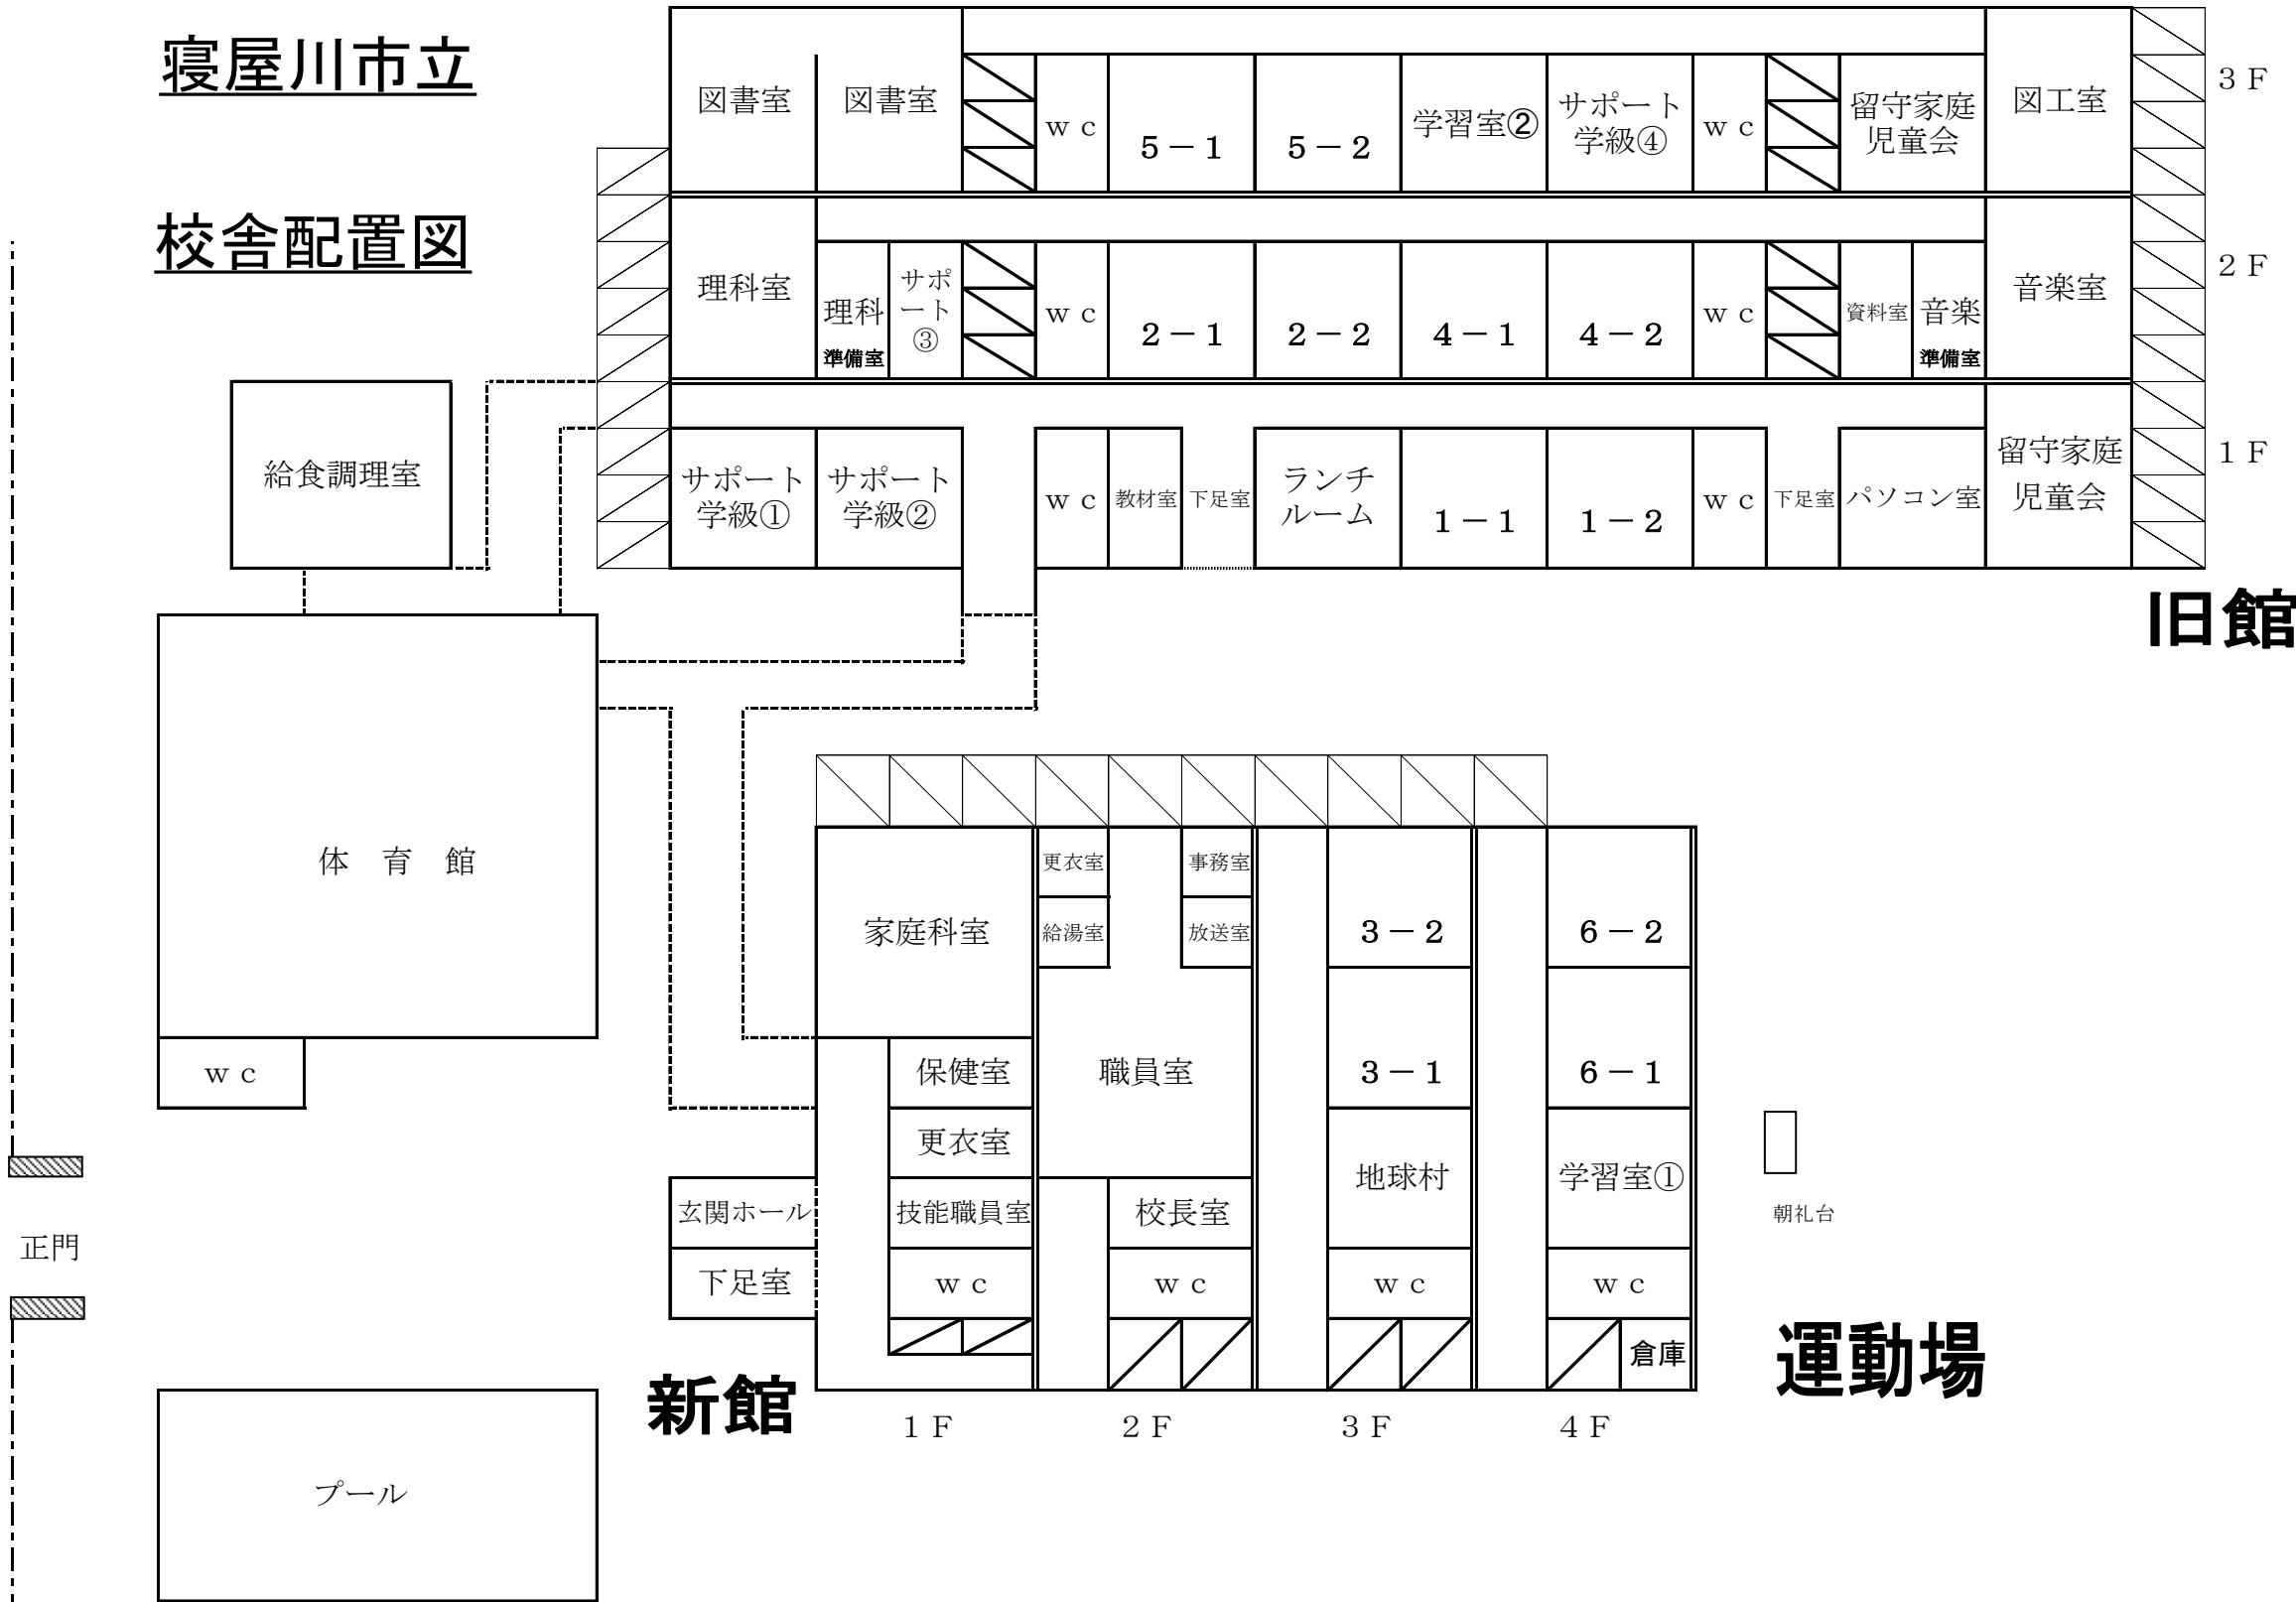 寝屋川市立
校舎配置図
図書室
図書室
ｗｃ
５－１
５－２
学習室②
サポート
学級④
ｗｃ
留守家庭
児童会
図工室
３Ｆ
理科室
理科
準備室
サポ
ート
③
ｗｃ
２－１
２－２
４－１
４－２
ｗｃ
資料室
音楽
準備室
音楽室
２Ｆ
給食調理室
サポート
学級①
サポート
学級②
ｗｃ
教材室
下足室
ランチ
ルーム
１－１
１－２
ｗｃ
下足室
パソコン室
留守家庭
児童会
１Ｆ
旧館
体　育　館
ｗｃ
家庭科室
更衣室
給湯室
事務室
放送室
３－２
６－２
保健室
職員室
３－１
６－１
更衣室
地球村
学習室①
玄関ホール
技能職員室
校長室
下足室
ｗｃ
ｗｃ
ｗｃ
ｗｃ
倉庫
朝礼台
正門
運動場
新館
１Ｆ
２Ｆ
３Ｆ
４Ｆ
プール